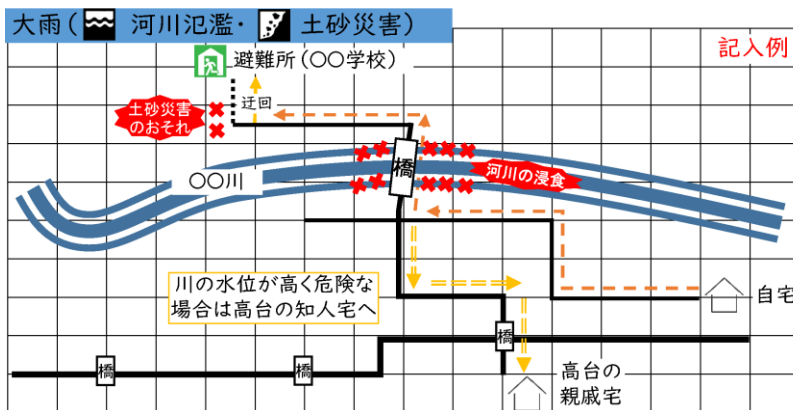 大雨(河川氾濫・土砂災害)
記入例
避難所(〇〇学校)
土砂災害
のおそれ
迂回
橋
〇〇川
河川の浸食
川の水位が高く危険な
場合は高台の知人宅へ
自宅
橋
橋
橋
高台の
親戚宅